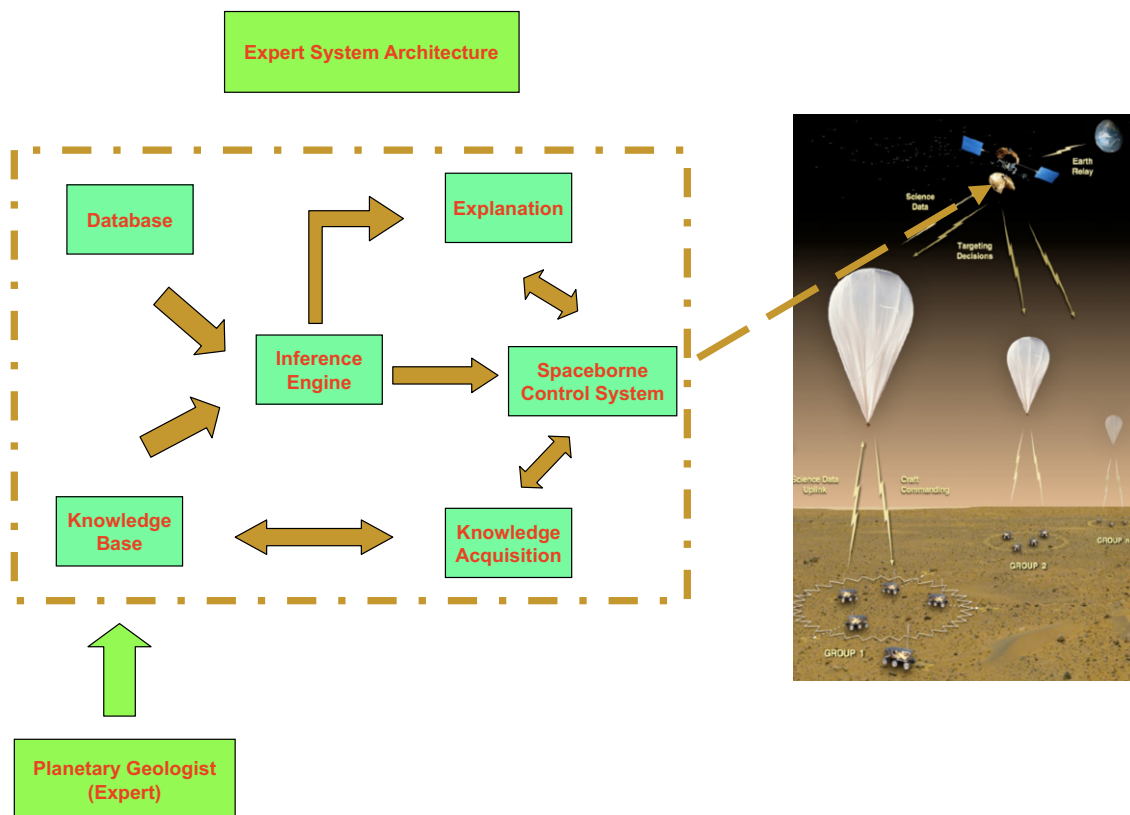 Expert System Architecture
Database
Explanation
Inference
Engine
Spaceborne
Control System
Knowledge
Base
Knowledge
Acquisition
Planetary Geologist
(Expert)
Earth
Relay
Science
Data
Targeting
Decisions
Science Data
Uplink
Craft
Commanding
GROUP 1
GROUP 2
GROUP n